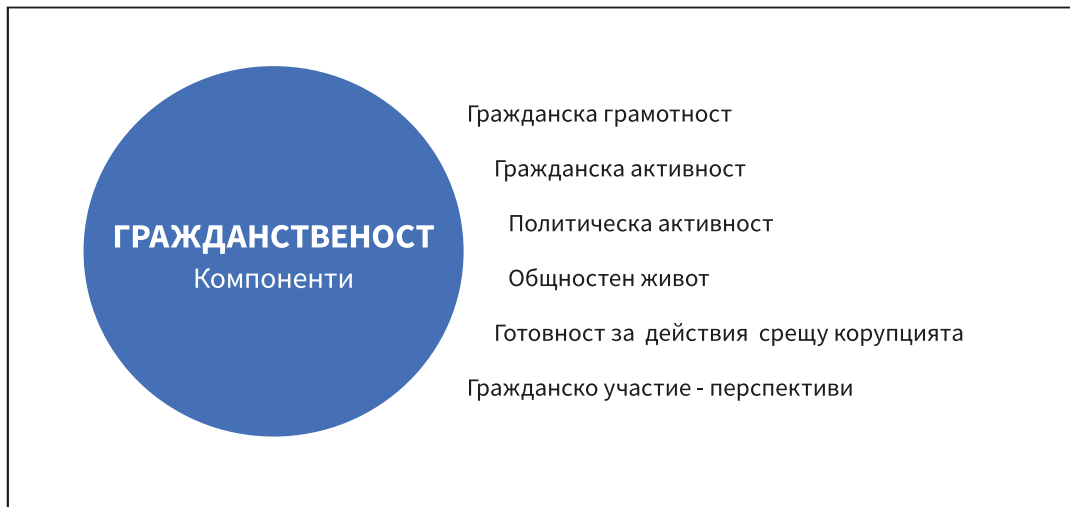 ГРАЖДАНСТВЕНОСТ
Компоненти
Гражданска грамотност
Гражданска активност
Политическа активност
Общностен живот
Готовност за действия срещу корупцията
Гражданско участие - перспективи